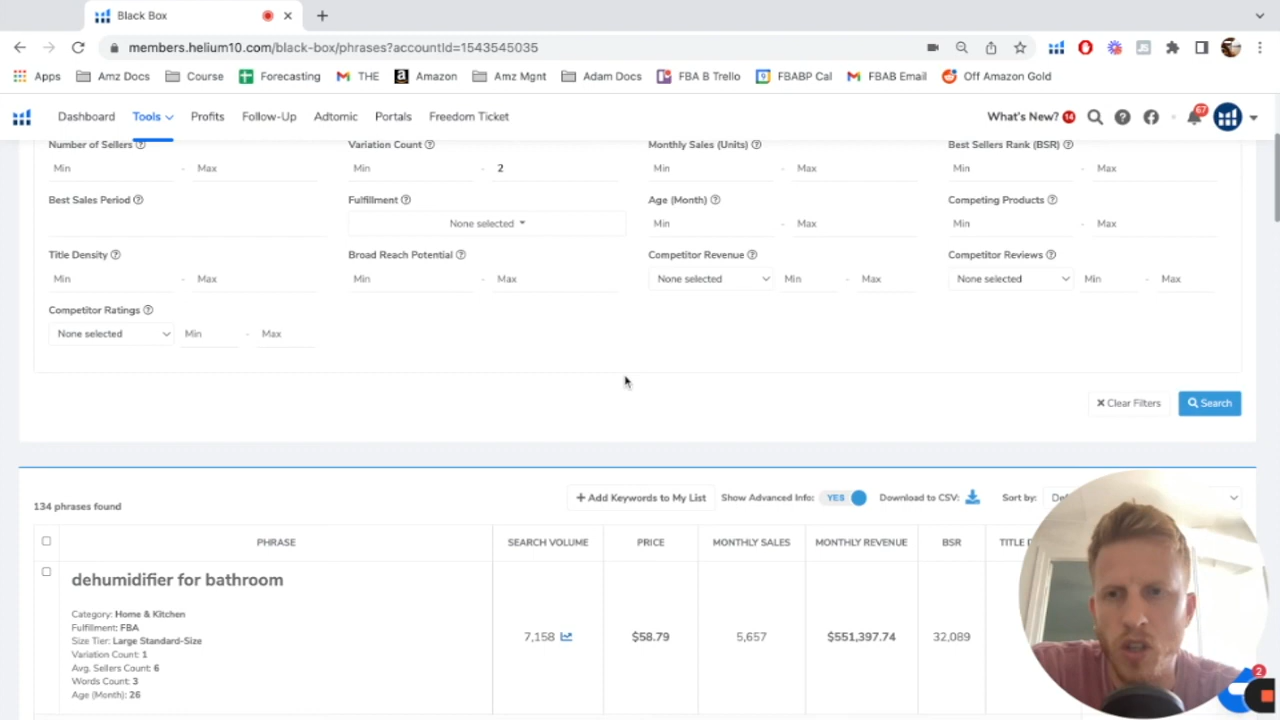 Black Box
members.helium10.com/black-box/phrases?accountId=1543545035
JS
Apps Amz Docs Course Forecasting THE Amazon Amz Mgnt Adam Docs FBA B Trello FBABP Cal FBAB Email Off Amazon Gold
Dashboard Tools Profits Follow-Up Adtomic Portals Freedom Ticket What's New? 14 67
Number of Sellers Variation Count Monthly Sales (Units) Best Sellers Rank (BSR)
Min - Max Min - 2 Min - Max Min - Max
Best Sales Period Fulfillment Age (Month) Competing Products
None selected Min - Max Min - Max
Title Density Broad Reach Potential Competitor Revenue Competitor Reviews
Min - Max Min - Max None selected Min - Max None selected Min - Max
Competitor Ratings
None selected Min - Max
Clear Filters Search
134 phrases found + Add Keywords to My List Show Advanced Info: YES Download to CSV: Sort by:
PHRASE SEARCH VOLUME PRICE MONTHLY SALES MONTHLY REVENUE BSR TITLE
dehumidifier for bathroom
Category: Home & Kitchen
Fulfillment: FBA
Size Tier: Large Standard-Size
Variation Count: 1
Avg. Sellers Count: 6
Words Count: 3
Age (Month): 26
7,158 $58.79 5,657 $551,397.74 32,089
2